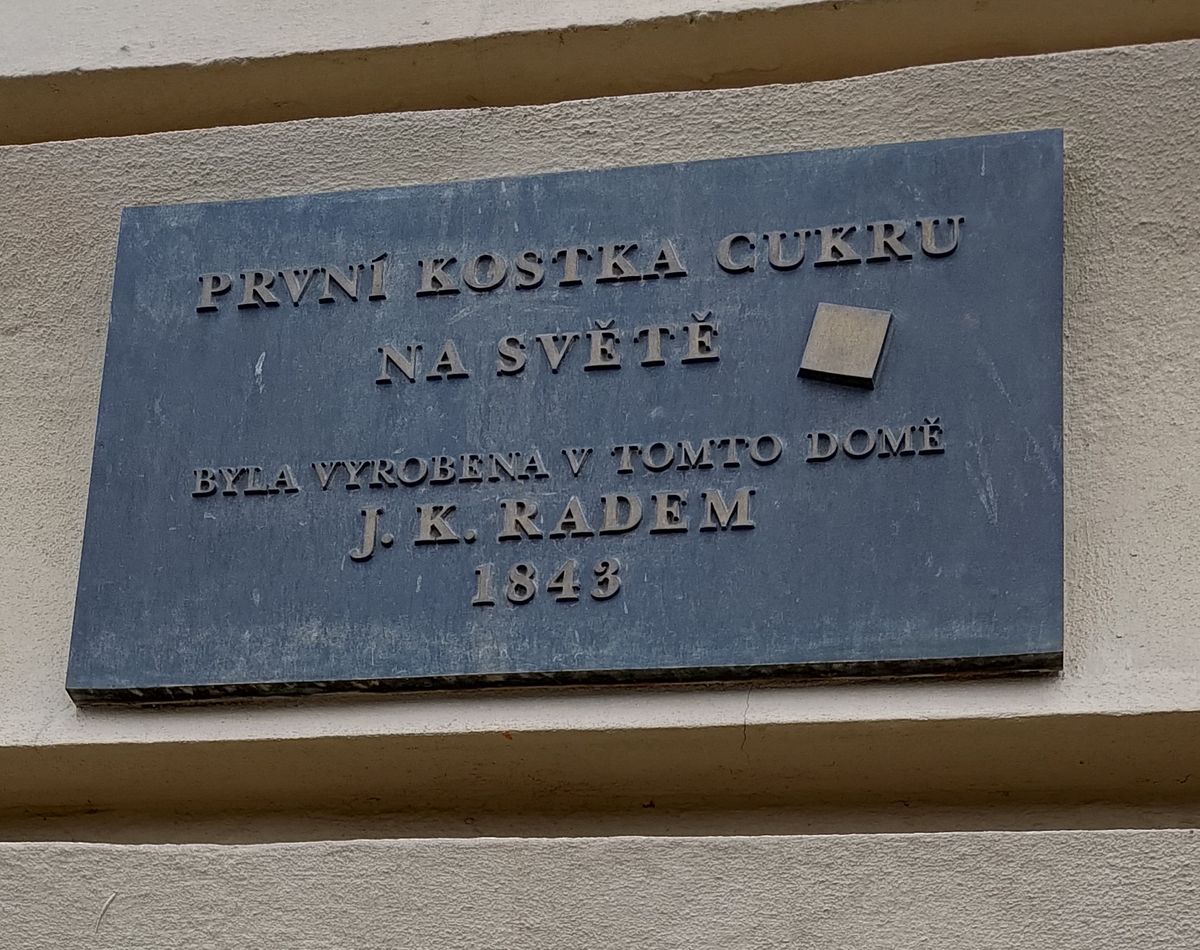 PRVNÍ KOSTKA CUKRU
NA SVĚTĚ
BYLA VYROBENA V TOMTO DOMĚ
J. K. RADEM
1843